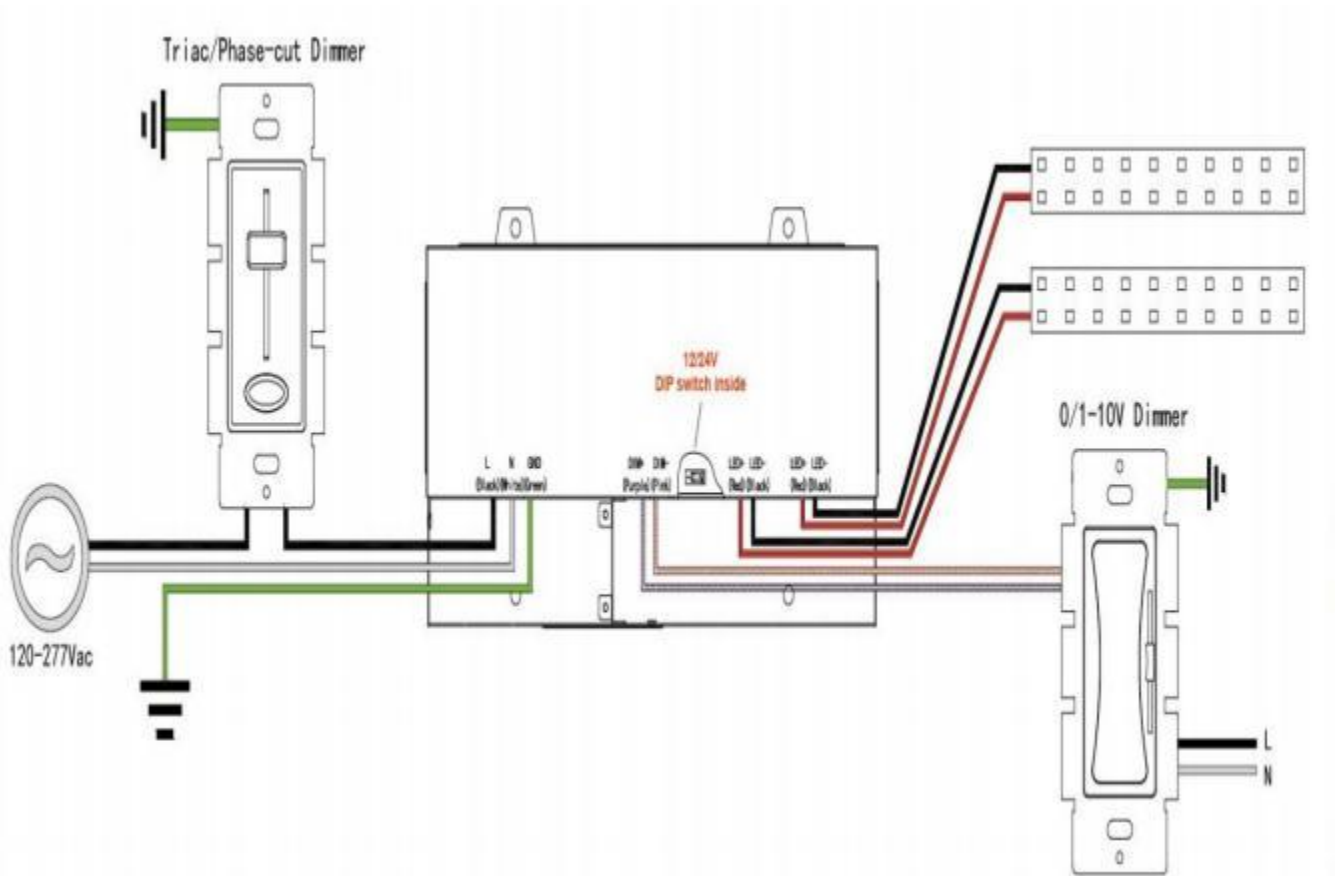 Triac/Phase-cut Dimmer
12/24V
DIP switch inside
0/1-10V Dimmer
L N GND
(Black)(White)(Green)
DIM+ DIM-
(Purple)(Pink)
LED+ LED-
(Red)(Black)
LED+ LED-
(Red)(Black)
120-277Vac
L
N